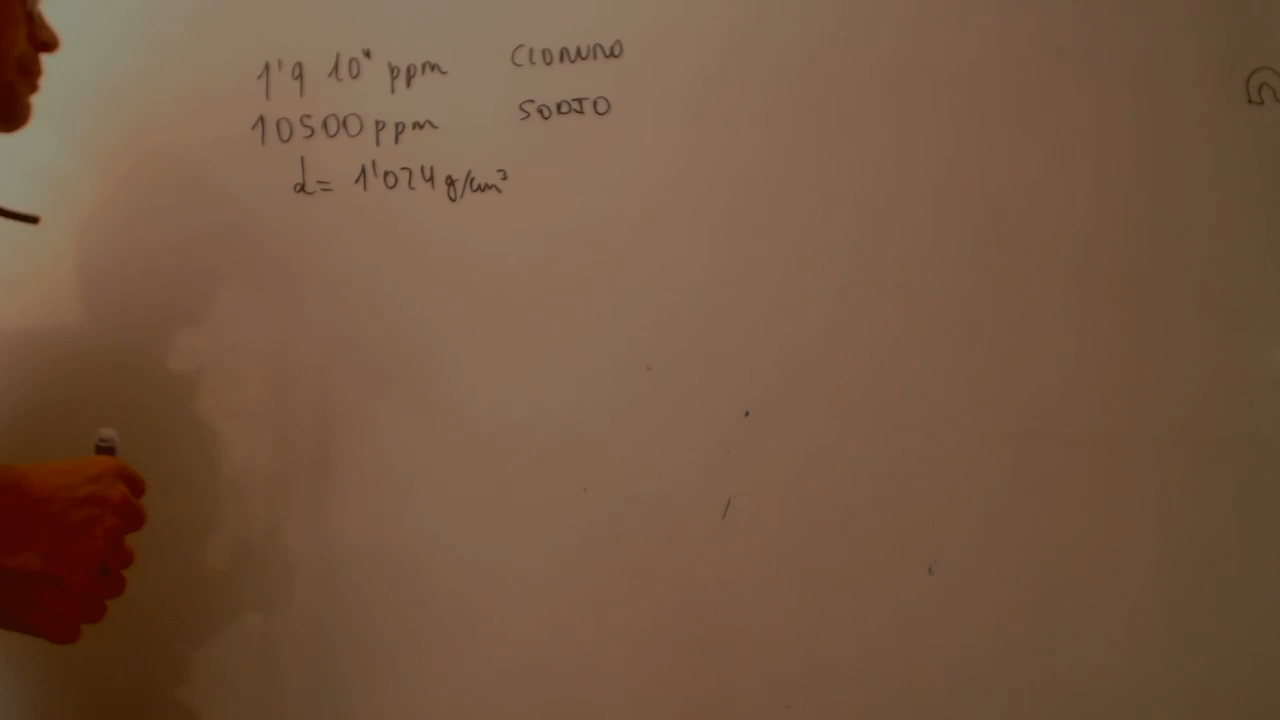 1'9 10⁴ ppm CLORURO
10500 ppm SODIO
d = 1'024 g/cm³